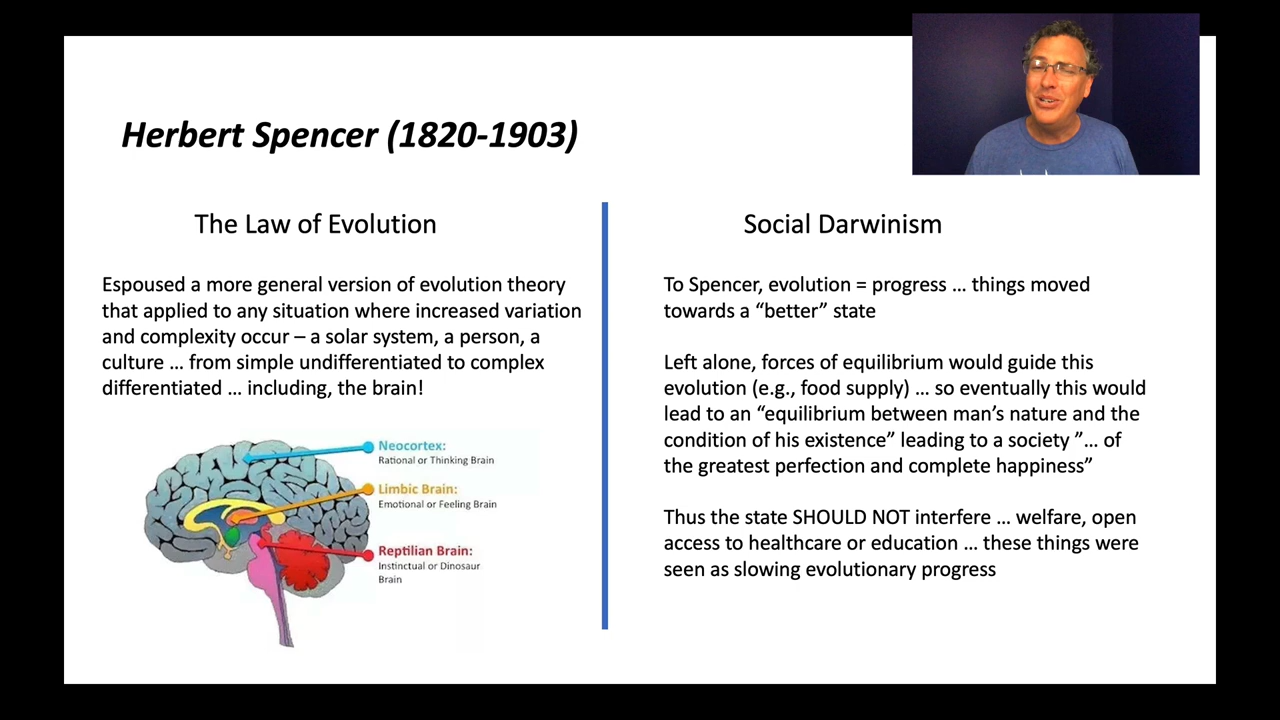 Herbert Spencer (1820-1903)
The Law of Evolution
Espoused a more general version of evolution theory
that applied to any situation where increased variation
and complexity occur – a solar system, a person, a
culture … from simple undifferentiated to complex
differentiated … including, the brain!
Neocortex:
Rational or Thinking Brain
Limbic Brain:
Emotional or Feeling Brain
Reptilian Brain:
Instinctual or Dinosaur
Brain
Social Darwinism
To Spencer, evolution = progress … things moved
towards a “better” state
Left alone, forces of equilibrium would guide this
evolution (e.g., food supply) … so eventually this would
lead to an “equilibrium between man’s nature and the
condition of his existence” leading to a society ”… of
the greatest perfection and complete happiness”
Thus the state SHOULD NOT interfere … welfare, open
access to healthcare or education … these things were
seen as slowing evolutionary progress